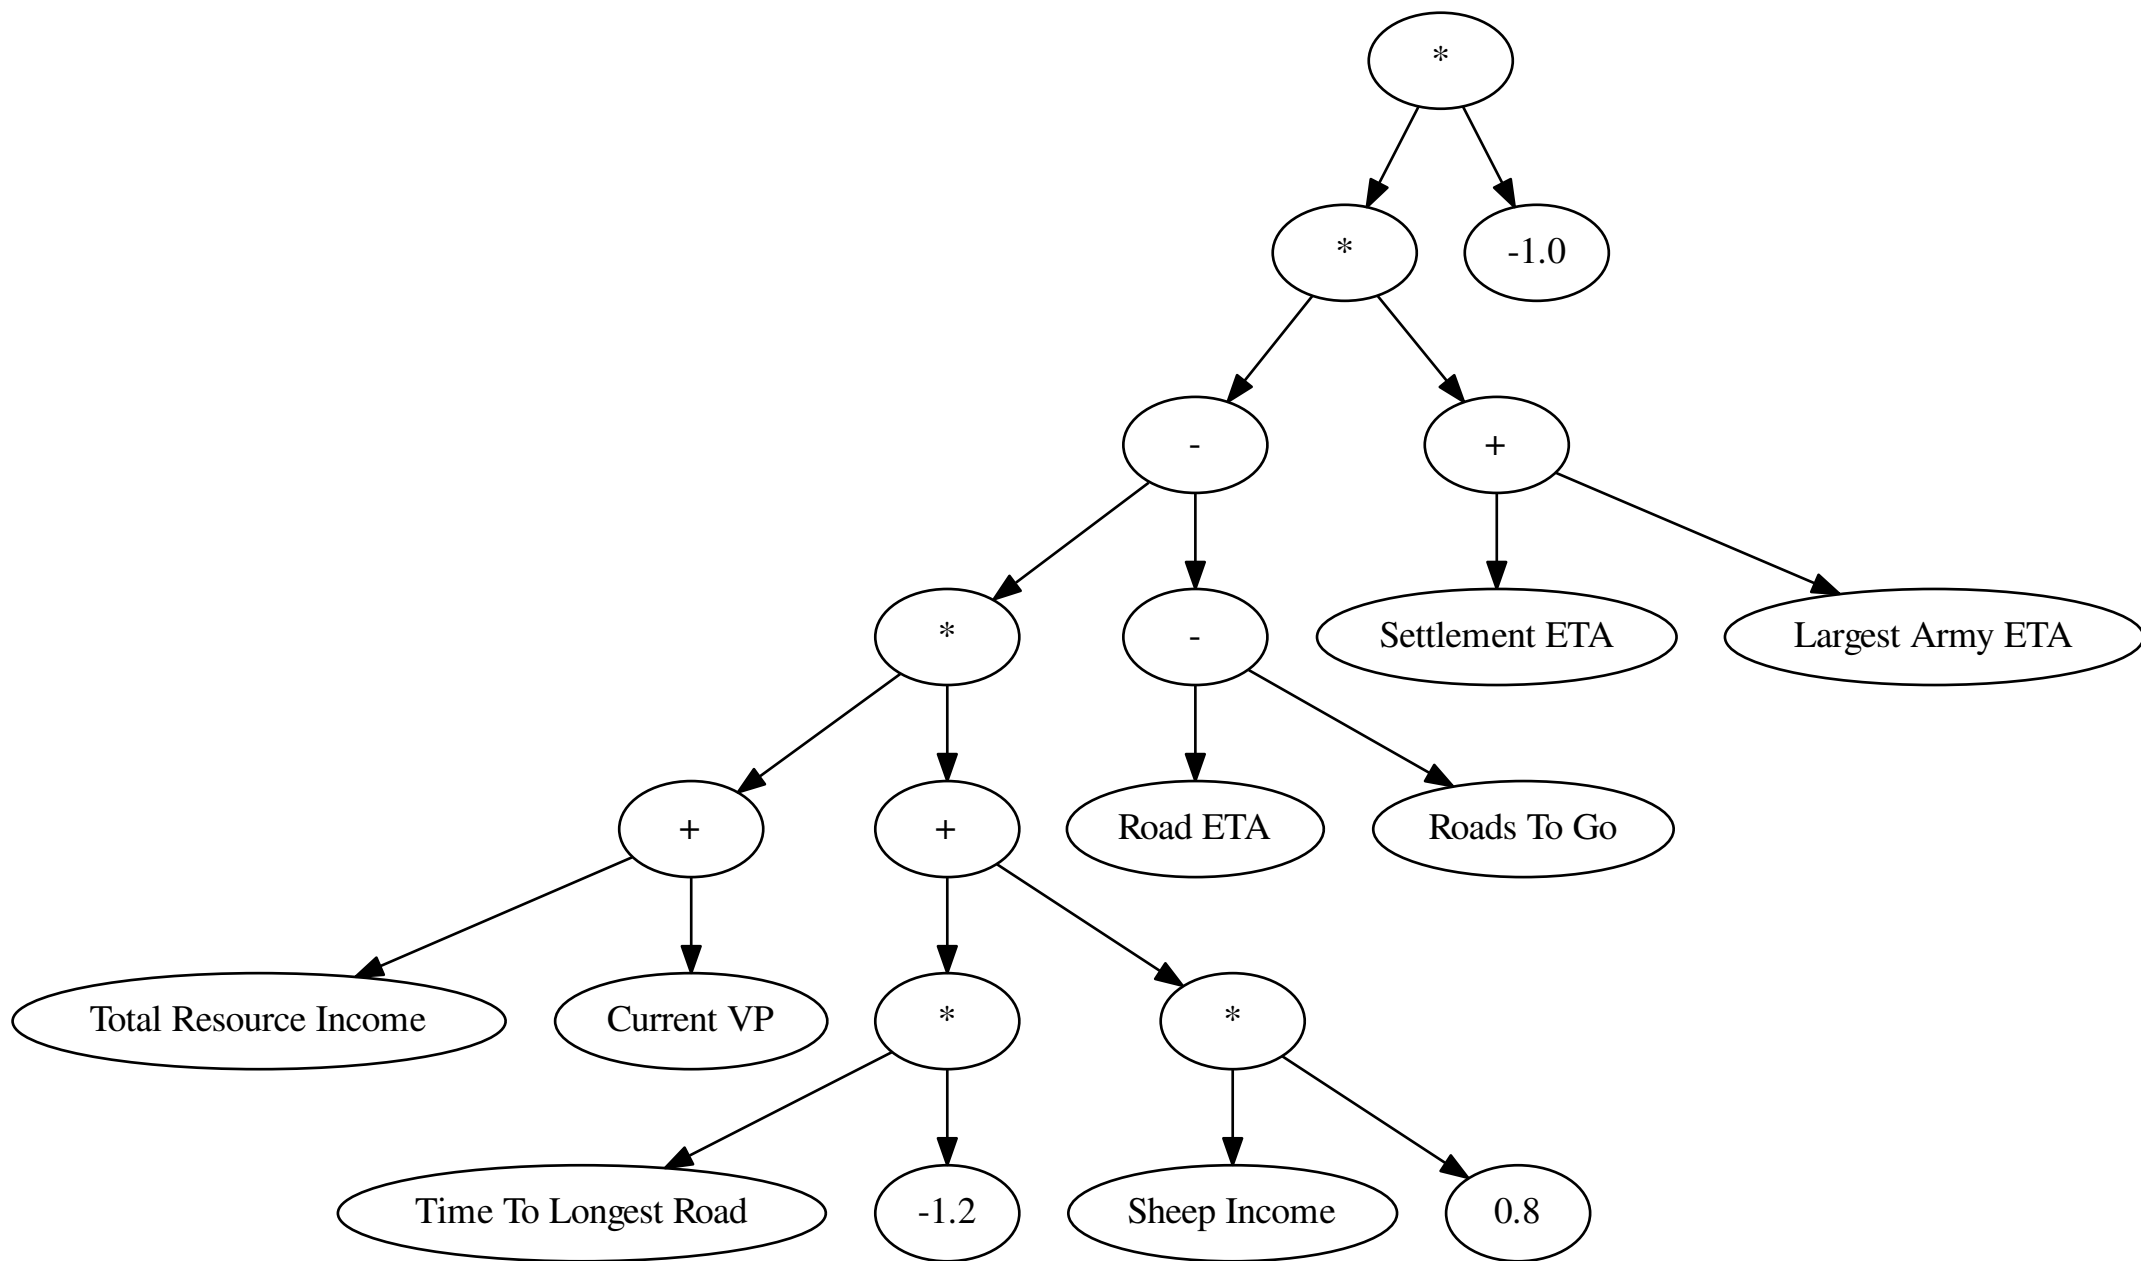 *
*
-1.0
-
+
*
-
Settlement ETA
Largest Army ETA
+
+
Road ETA
Roads To Go
Total Resource Income
Current VP
*
*
Time To Longest Road
-1.2
Sheep Income
0.8